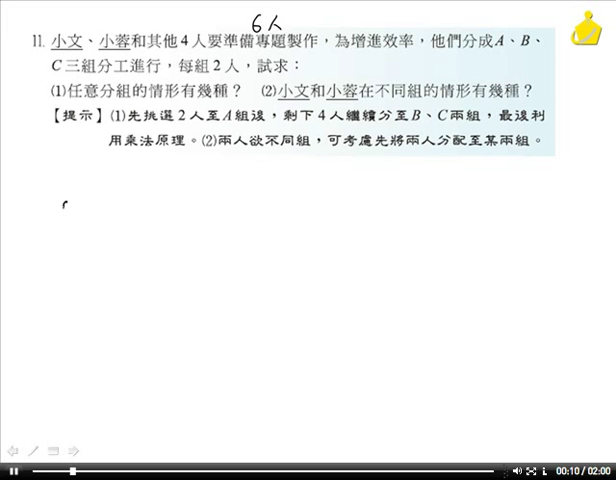 6人
11. 小文、小蓉和其他4人要準備專題製作，為增進效率，他們分成A、B、
C三組分工進行，每組2人，試求：
(1)任意分組的情形有幾種？ (2)小文和小蓉在不同組的情形有幾種？
【提示】(1)先挑選2人至A組後，剩下4人繼續分至B、C兩組，最後利
用乘法原理。(2)兩人欲不同組，可考慮先將兩人分配至某兩組。
00:10 / 02:00